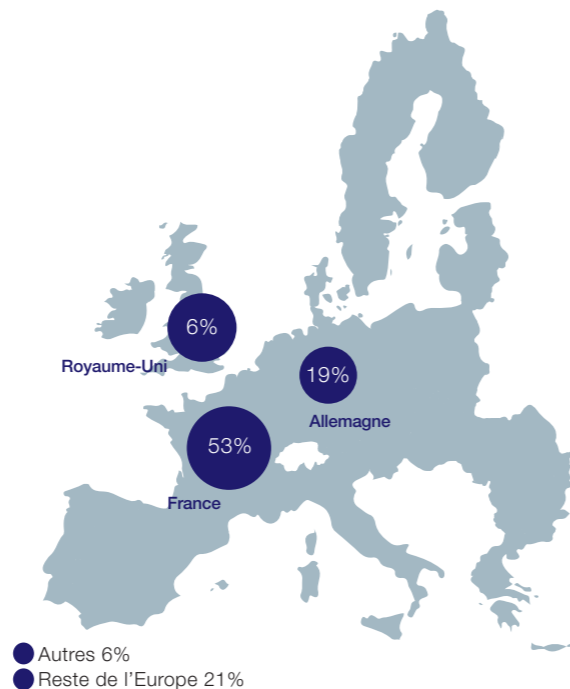 6%
Royaume-Uni
19%
Allemagne
53%
France
Autres 6%
Reste de l’Europe 21%